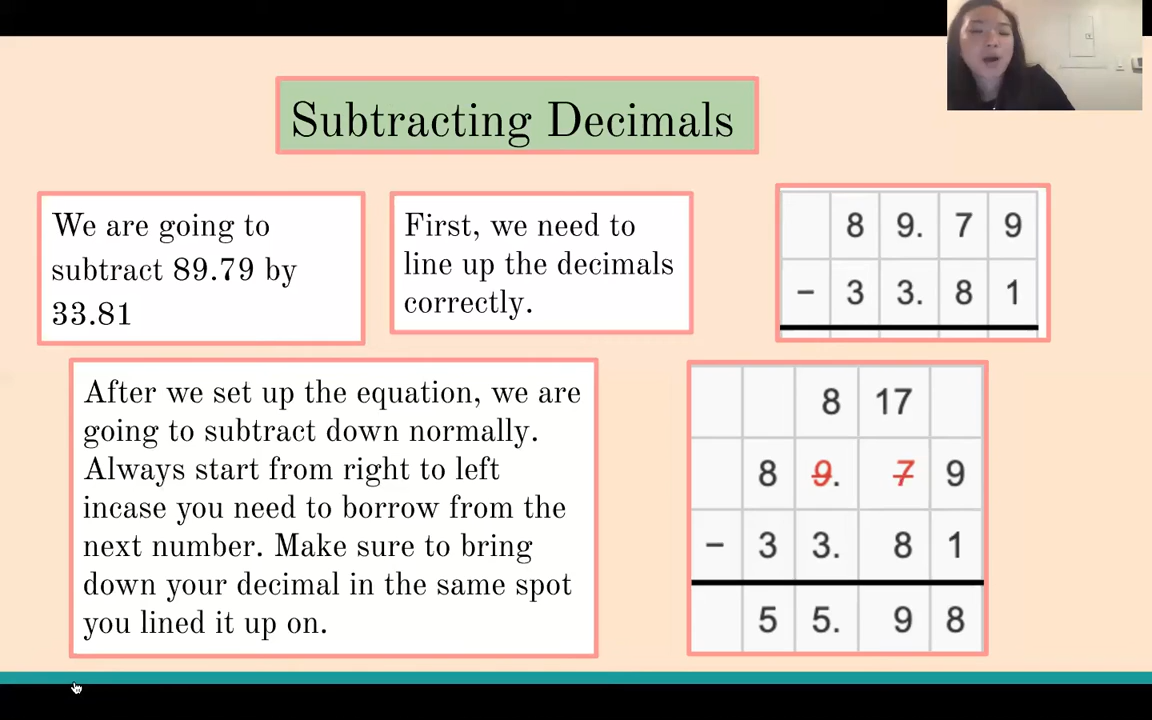 Subtracting Decimals
We are going to
subtract 89.79 by
33.81
First, we need to
line up the decimals
correctly.
8 9. 7 9
- 3 3. 8 1
After we set up the equation, we are
going to subtract down normally.
Always start from right to left
incase you need to borrow from the
next number. Make sure to bring
down your decimal in the same spot
you lined it up on.
8 17
8 9. 7 9
- 3 3. 8 1
5 5. 9 8